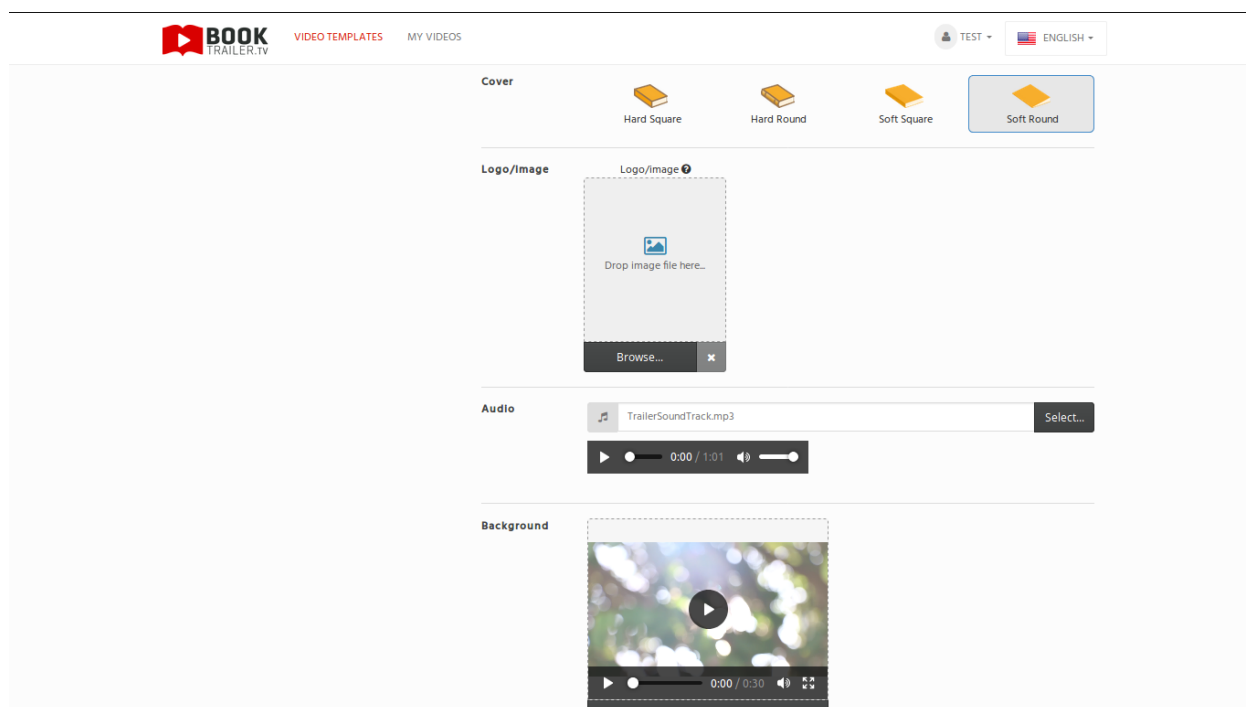 BOOK
TRAILER.TV
VIDEO TEMPLATES
MY VIDEOS
TEST
ENGLISH
Cover
Hard Square
Hard Round
Soft Square
Soft Round
Logo/Image
Logo/image
Drop image file here...
Browse...
Audio
TrailerSoundTrack.mp3
Select...
0:00 / 1:01
Background
0:00 / 0:30